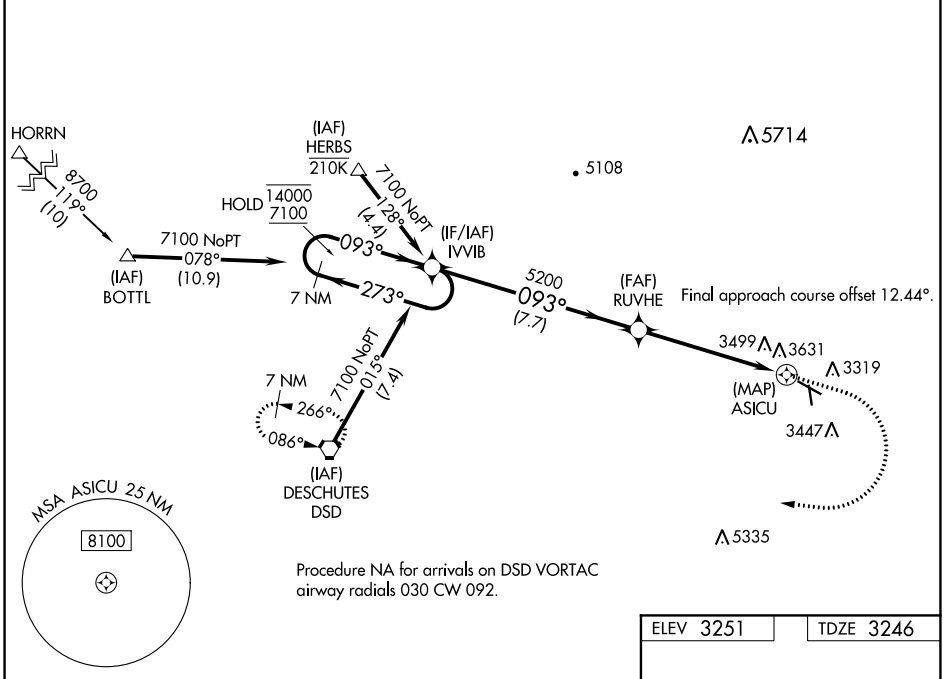 HORRN
8700
119°
(10)
(IAF)
BOTTL
7100 NoPT
078°
(10.9)
HOLD 14000
7100
7 NM
093°
273°
(IAF)
HERBS
210K
7100 NoPT
128°
(4.4)
(IF/IAF)
IVVIB
5200
093°
(7.7)
(FAF)
RUVHE
5108
5714
Final approach course offset 12.44°.
3499
3631
3319
(MAP)
ASICU
3447
5335
7100 NoPT
015°
(7.4)
7 NM
266°
086°
(IAF)
DESCHUTES
DSD
MSA ASICU 25 NM
8100
Procedure NA for arrivals on DSD VORTAC
airway radials 030 CW 092.
ELEV 3251
TDZE 3246